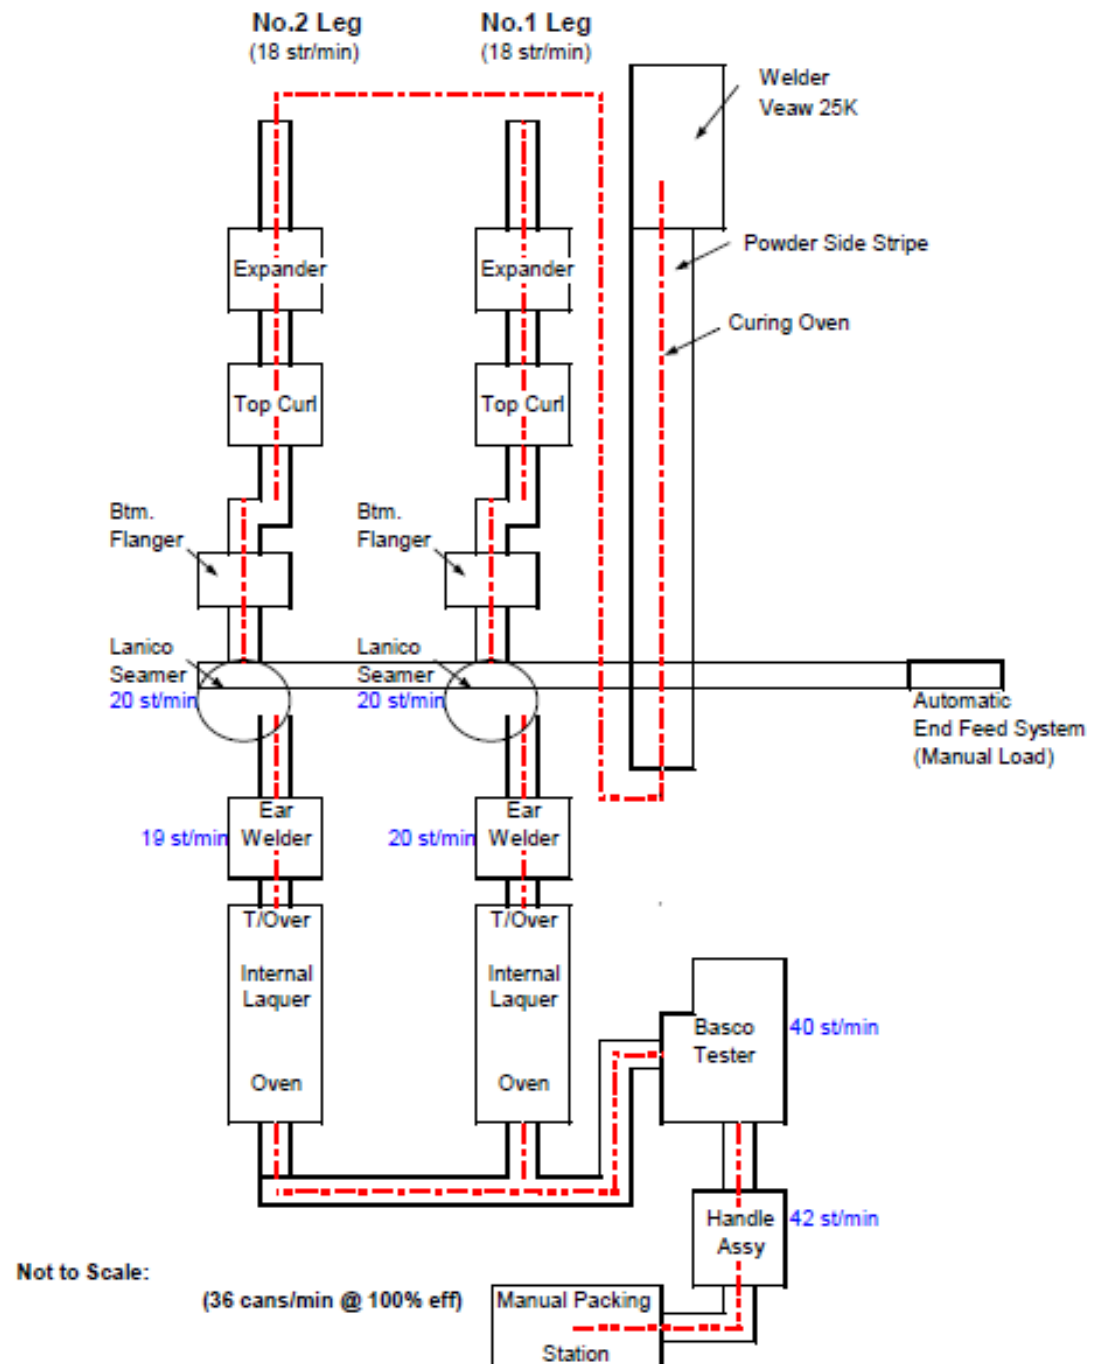 No.2 Leg
(18 str/min)
No.1 Leg
(18 str/min)
Welder
Veaw 25K
Powder Side Stripe
Curing Oven
Expander
Expander
Top Curl
Top Curl
Btm.
Flanger
Btm.
Flanger
Lanico
Seamer
20 st/min
Lanico
Seamer
20 st/min
Automatic
End Feed System
(Manual Load)
Ear
Welder
19 st/min
Ear
Welder
20 st/min
T/Over
Internal
Laquer
Oven
T/Over
Internal
Laquer
Oven
Basco
Tester
40 st/min
Handle
Assy
42 st/min
Not to Scale:
(36 cans/min @ 100% eff)
Manual Packing
Station